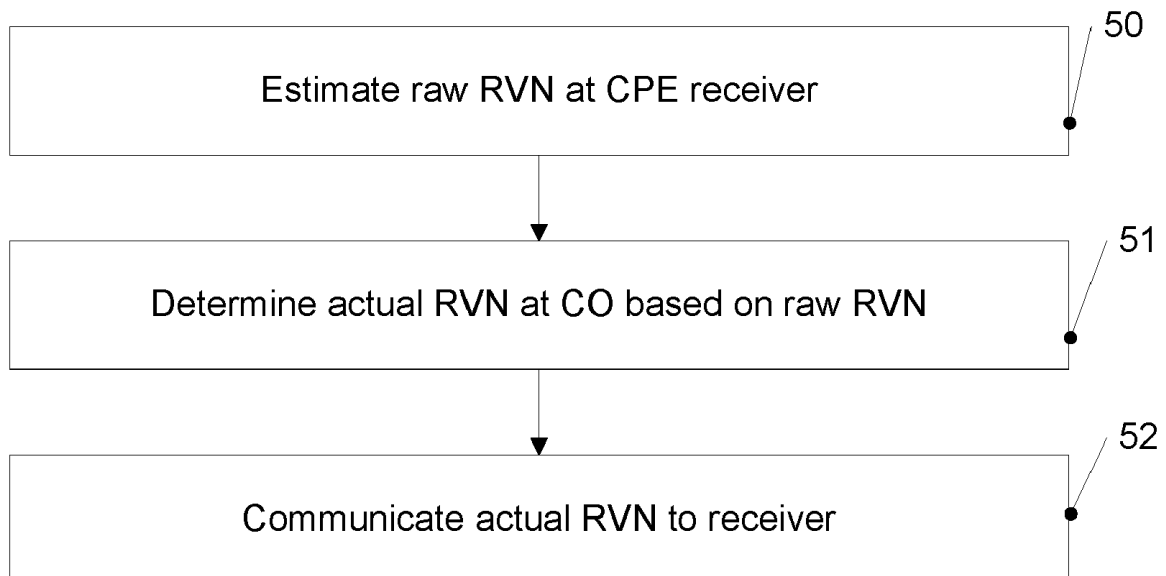 50
Estimate raw RVN at CPE receiver
51
Determine actual RVN at CO based on raw RVN
52
Communicate actual RVN to receiver